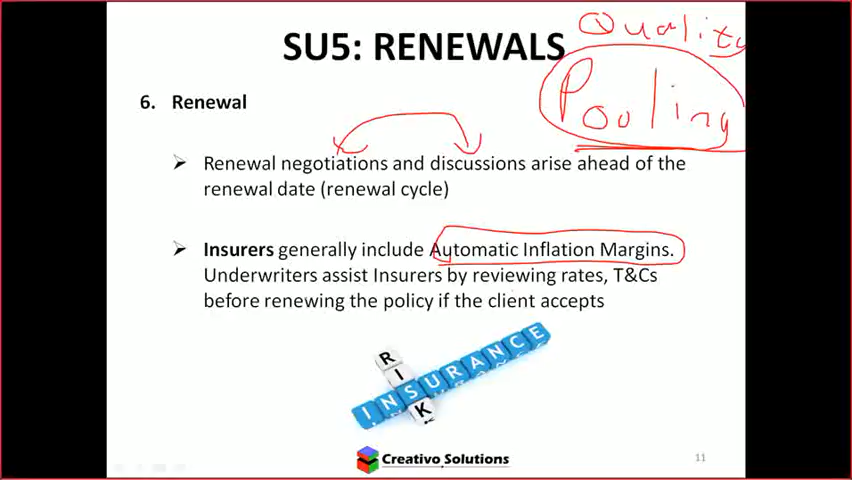 Quality
SU5: RENEWALS
Pooling
6. Renewal
➢ Renewal negotiations and discussions arise ahead of the
renewal date (renewal cycle)
➢ Insurers generally include Automatic Inflation Margins.
Underwriters assist Insurers by reviewing rates, T&Cs
before renewing the policy if the client accepts
RISK
INSURANCE
Creativo Solutions
11